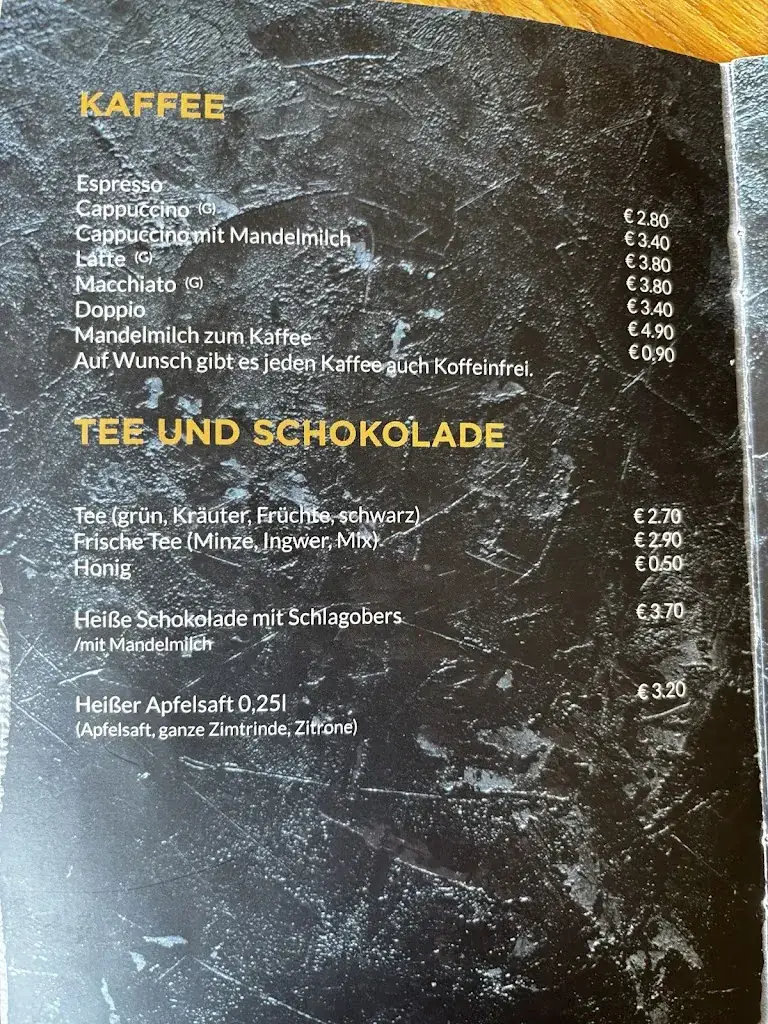 KAFFEE
Espresso € 2.80
Cappuccino (G) € 3.40
Cappuccino mit Mandelmilch € 3.80
Latte (G) € 3.80
Macchiato (G) € 3.40
Doppio € 4.90
Mandelmilch zum Kaffee € 0,90
Auf Wunsch gibt es jeden Kaffee auch Koffeinfrei.
TEE UND SCHOKOLADE
Tee (grün, Kräuter, Früchte, schwarz) € 2.70
Frische Tee (Minze, Ingwer, Mix) € 2.90
Honig € 0.50
Heiße Schokolade mit Schlagobers € 3.70
/mit Mandelmilch
Heißer Apfelsaft 0,25l € 3.20
(Apfelsaft, ganze Zimtrinde, Zitrone)